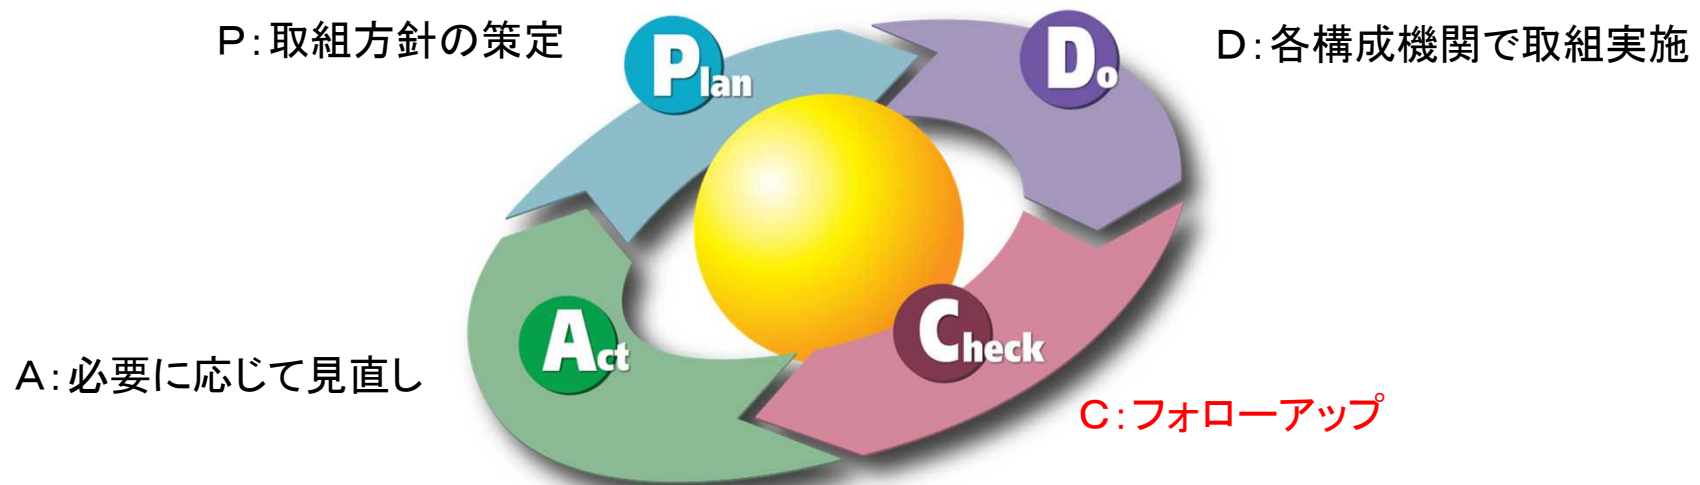 P:取組方針の策定
Plan
Do
D:各構成機関で取組実施
Act
Check
A:必要に応じて見直し
C:フォローアップ